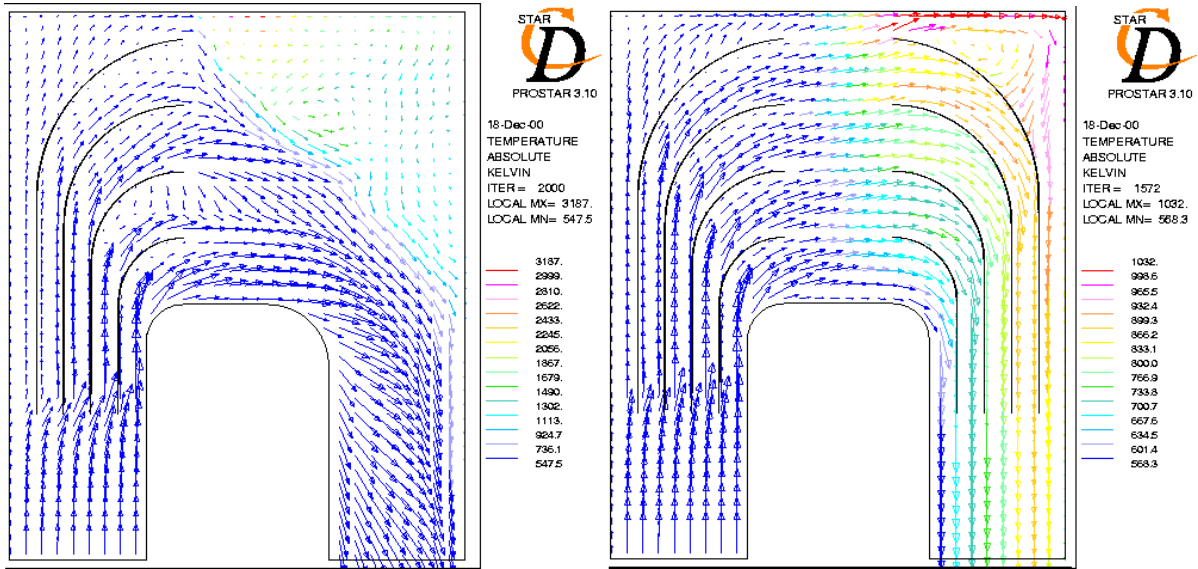 STAR
D
PROSTAR 3.10
18-Dec-00
TEMPERATURE
ABSOLUTE
KELVIN
ITER = 2000
LOCAL MX= 3187.
LOCAL MN= 547.5
3187.
2999.
2810.
2622.
2433.
2245.
2056.
1867.
1679.
1490.
1302.
1113.
924.7
736.1
547.5
STAR
D
PROSTAR 3.10
18-Dec-00
TEMPERATURE
ABSOLUTE
KELVIN
ITER = 1572
LOCAL MX= 1032.
LOCAL MN= 568.3
1032.
998.6
965.5
932.4
899.3
866.2
833.1
800.0
766.9
733.8
700.7
667.6
634.5
601.4
568.3